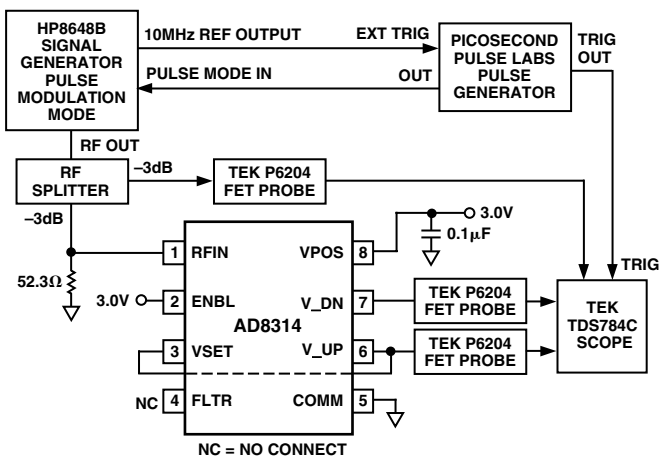 HP8648B
SIGNAL
GENERATOR
PULSE
MODULATION
MODE
10MHz REF OUTPUT
EXT TRIG
PULSE MODE IN
OUT
PICOSECOND
PULSE LABS
PULSE
GENERATOR
TRIG
OUT
RF OUT
RF
SPLITTER
–3dB
TEK P6204
FET PROBE
–3dB
52.3Ω
3.0V
0.1μF
3.0V
1 RFIN
VPOS 8
2 ENBL
V_DN 7
AD8314
3 VSET
V_UP 6
NC 4 FLTR
COMM 5
TEK P6204
FET PROBE
TEK P6204
FET PROBE
TRIG
TEK
TDS784C
SCOPE
NC = NO CONNECT